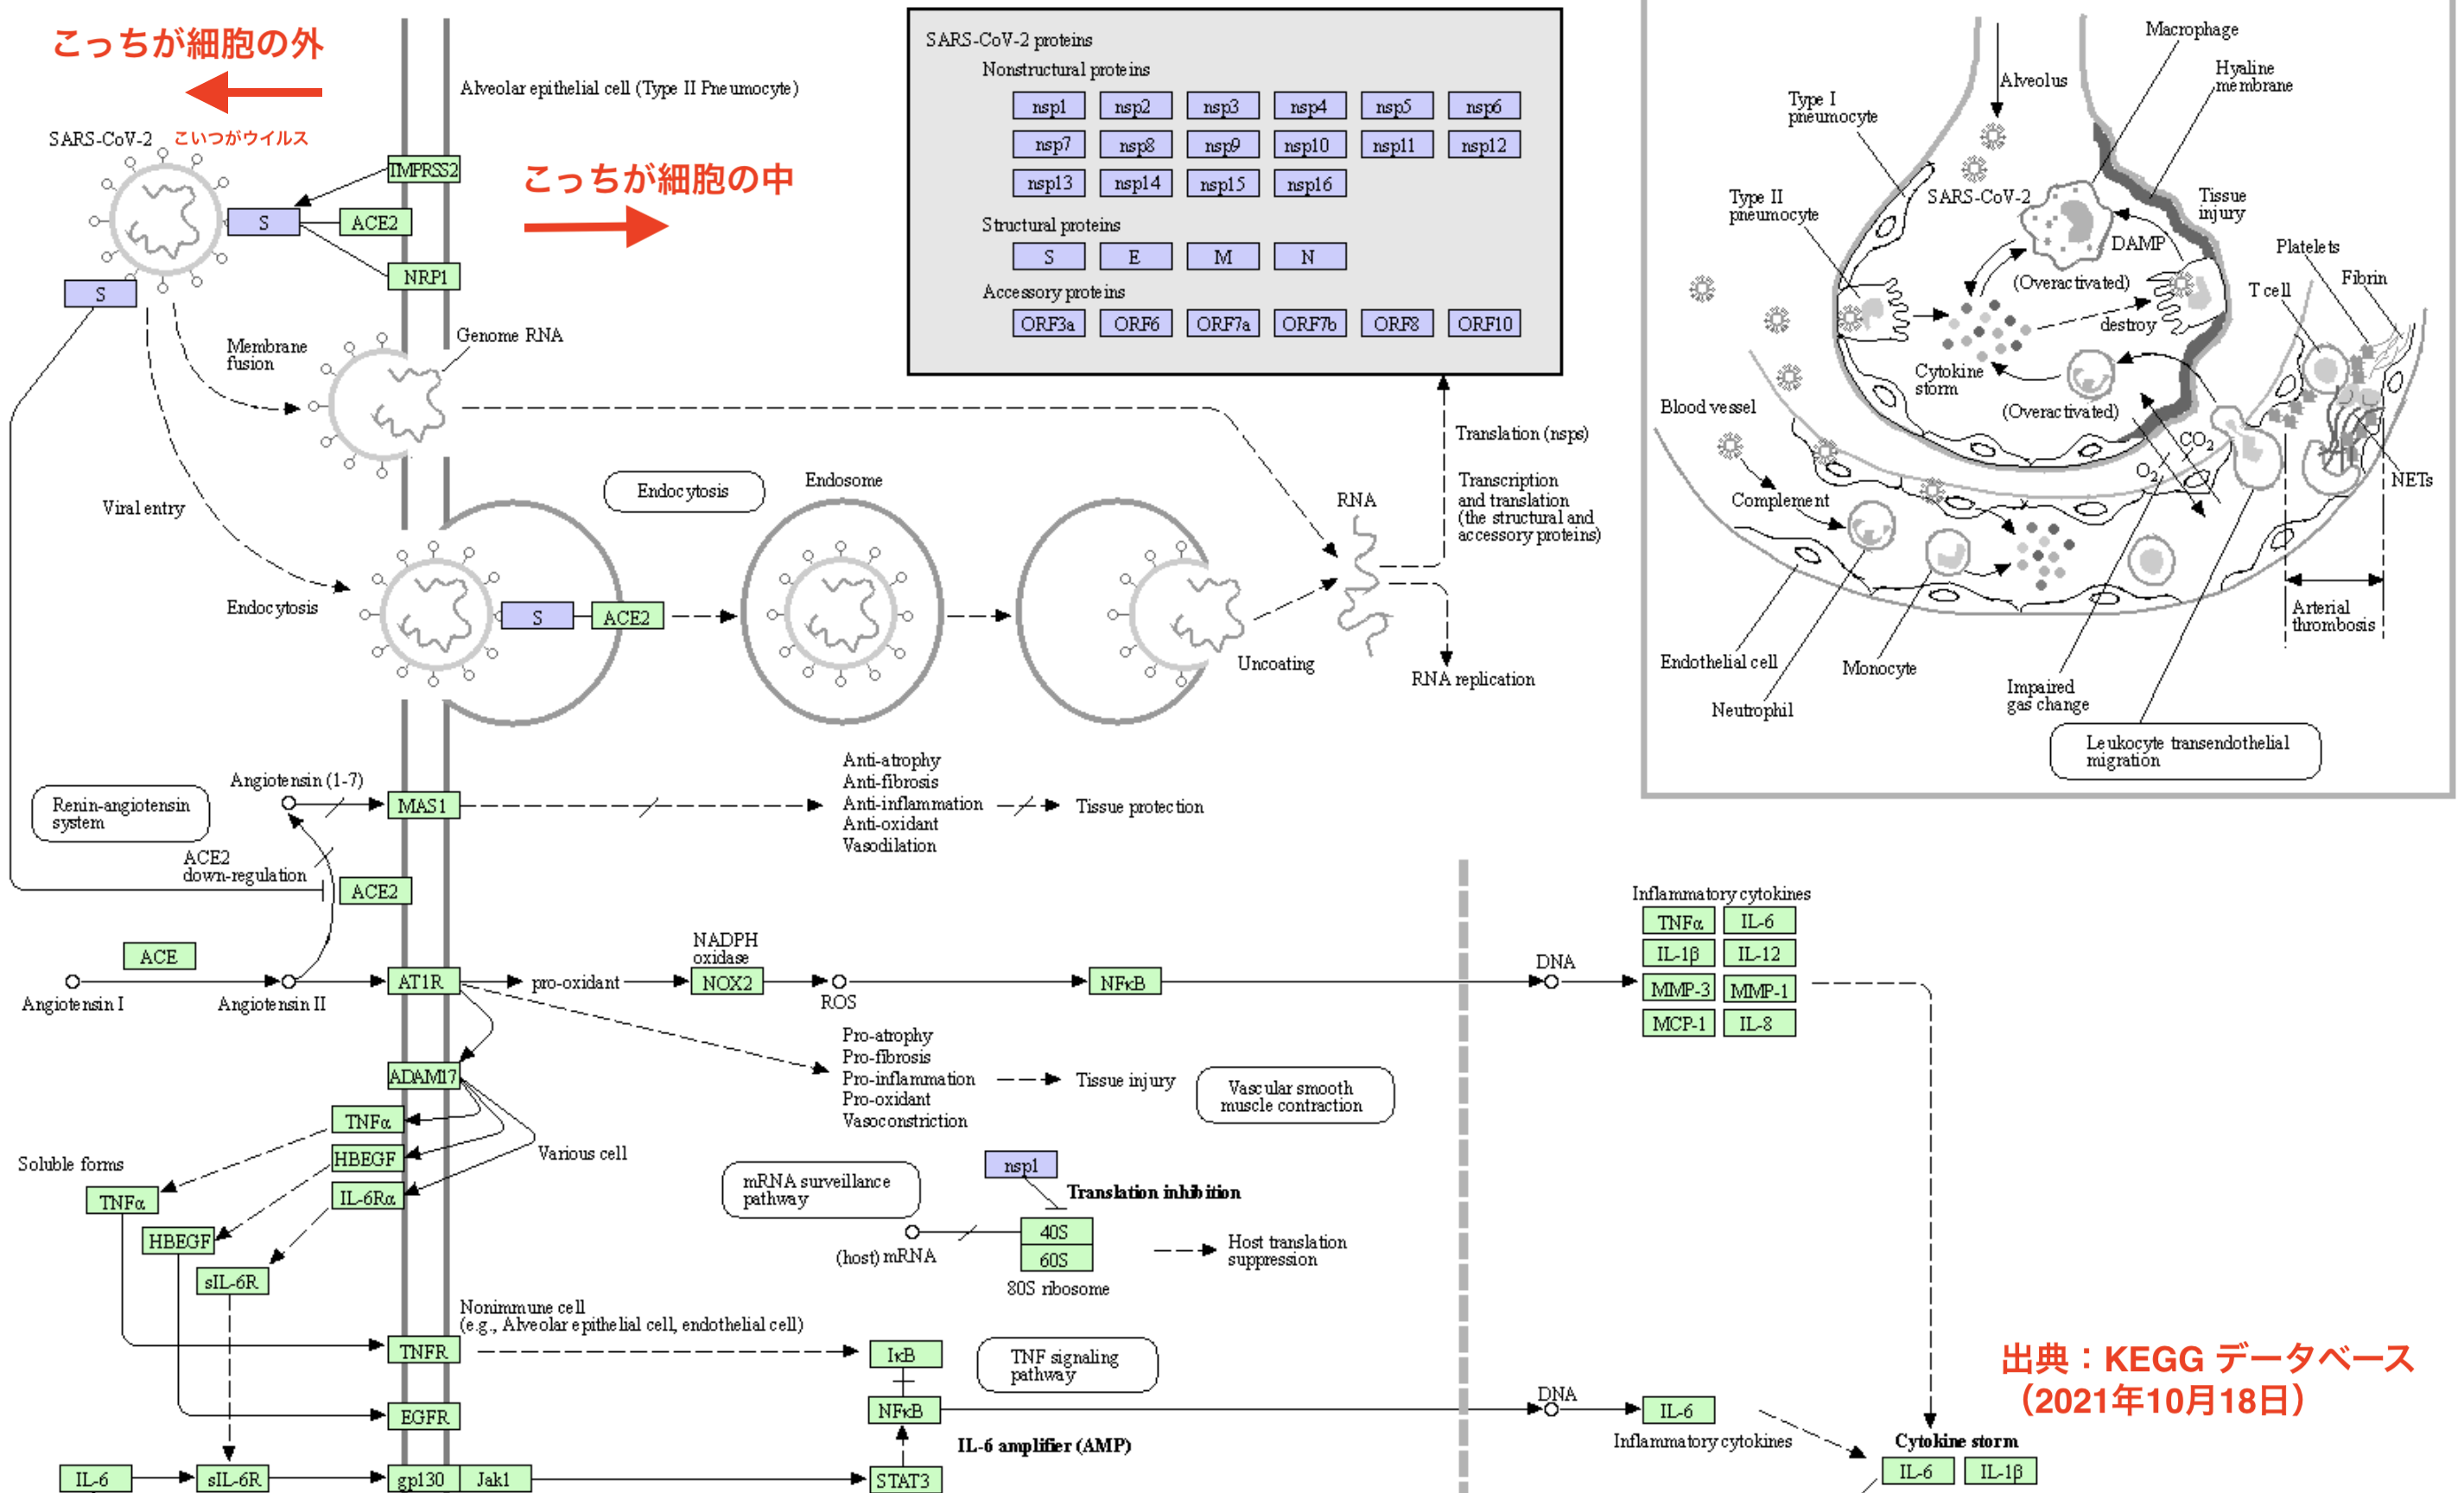 こっちが細胞の外
Alveolar epithelial cell (Type II Pneumocyte)
SARS-CoV-2
こいつがウイルス
TMPRSS2
こっちが細胞の中
S
ACE2
NRP1
S
Membrane
fusion
Genome RNA
Viral entry
Endocytosis
Endosome
Endocytosis
S
ACE2
Uncoating
RNA
RNA replication
Translation (nsps)
Transcription
and translation
(the structural and
accessory proteins)
SARS-CoV-2 proteins
Nonstructural proteins
nsp1 nsp2 nsp3 nsp4 nsp5 nsp6
nsp7 nsp8 nsp9 nsp10 nsp11 nsp12
nsp13 nsp14 nsp15 nsp16
Structural proteins
S E M N
Accessory proteins
ORF3a ORF6 ORF7a ORF7b ORF8 ORF10
Macrophage
Hyaline
membrane
Alveolus
Type I
pneumocyte
Type II
pneumocyte
SARS-CoV-2
Tissue
injury
DAMP
(Overactivated)
Platelets
Fibrin
T cell
destroy
Cytokine
storm
(Overactivated)
Blood vessel
CO2
O2
NETs
Complement
Arterial
thrombosis
Endothelial cell
Monocyte
Neutrophil
Impaired
gas change
Leukocyte transendothelial
migration
Renin-angiotensin
system
Angiotensin (1-7)
MAS1
Anti-atrophy
Anti-fibrosis
Anti-inflammation
Anti-oxidant
Vasodilation
Tissue protection
ACE2
down-regulation
ACE2
ACE
Angiotensin I
Angiotensin II
AT1R
pro-oxidant
NADPH
oxidase
NOX2
ROS
NFκB
DNA
Inflammatory cytokines
TNFα IL-6
IL-1β IL-12
MMP-3 MMP-1
MCP-1 IL-8
Pro-atrophy
Pro-fibrosis
Pro-inflammation
Pro-oxidant
Vasoconstriction
Tissue injury
Vascular smooth
muscle contraction
ADAM17
TNFα
HBEGF
IL-6Rα
Various cell
Soluble forms
TNFα
HBEGF
sIL-6R
mRNA surveillance
pathway
nsp1
Translation inhibition
(host) mRNA
40S
60S
80S ribosome
Host translation
suppression
Nonimmune cell
(e.g., Alveolar epithelial cell, endothelial cell)
TNFR
IκB
TNF signaling
pathway
EGFR
NFκB
DNA
IL-6
Inflammatory cytokines
IL-6 amplifier (AMP)
IL-6
sIL-6R
gp130
Jak1
STAT3
出典：KEGG データベース
（2021年10月18日）
Cytokine storm
IL-6 IL-1β